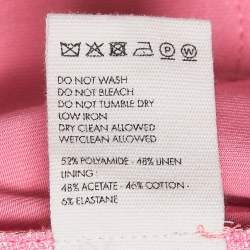 DO NOT WASH
DO NOT BLEACH
DO NOT TUMBLE DRY
LOW IRON
DRY CLEAN ALLOWED
WETCLEAN ALLOWED
52% POLYAMIDE - 48% LINEN
LINING :
48% ACETATE - 46% COTTON -
6% ELASTANE